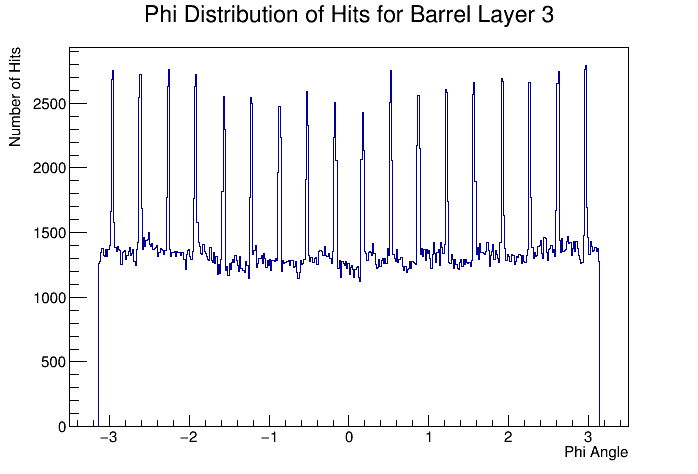 Phi Distribution of Hits for Barrel Layer 3
Number of Hits
2500
2000
1500
1000
500
0
−3 −2 −1 0 1 2 3
Phi Angle